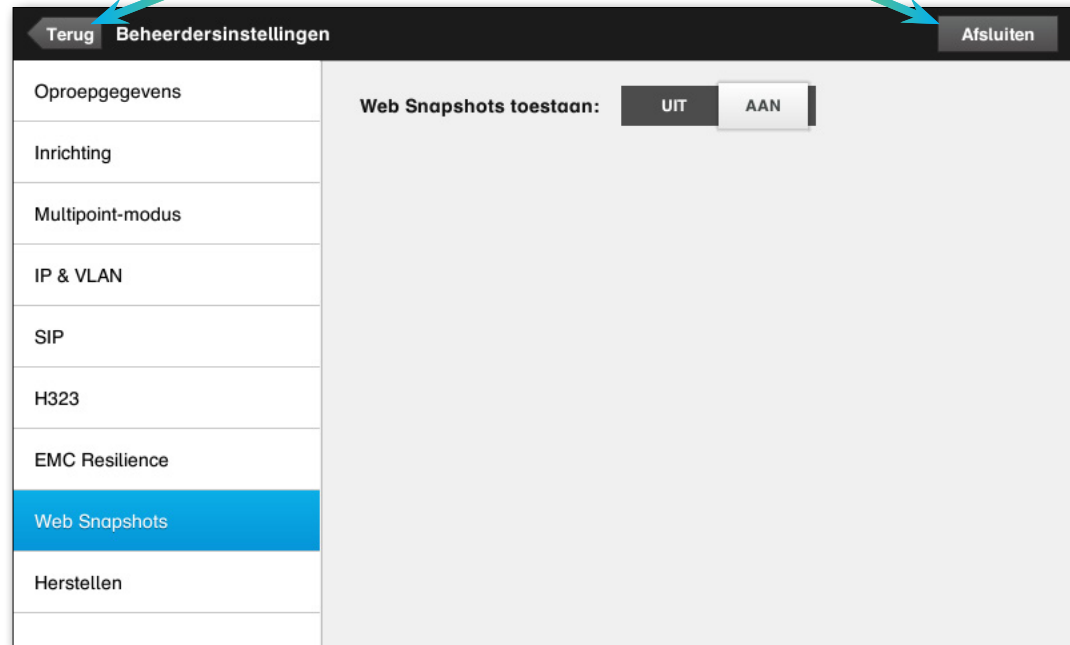 Terug Beheerdersinstellingen Afsluiten
Oproepgegevens
Web Snapshots toestaan: UIT AAN
Inrichting
Multipoint-modus
IP & VLAN
SIP
H323
EMC Resilience
Web Snapshots
Herstellen